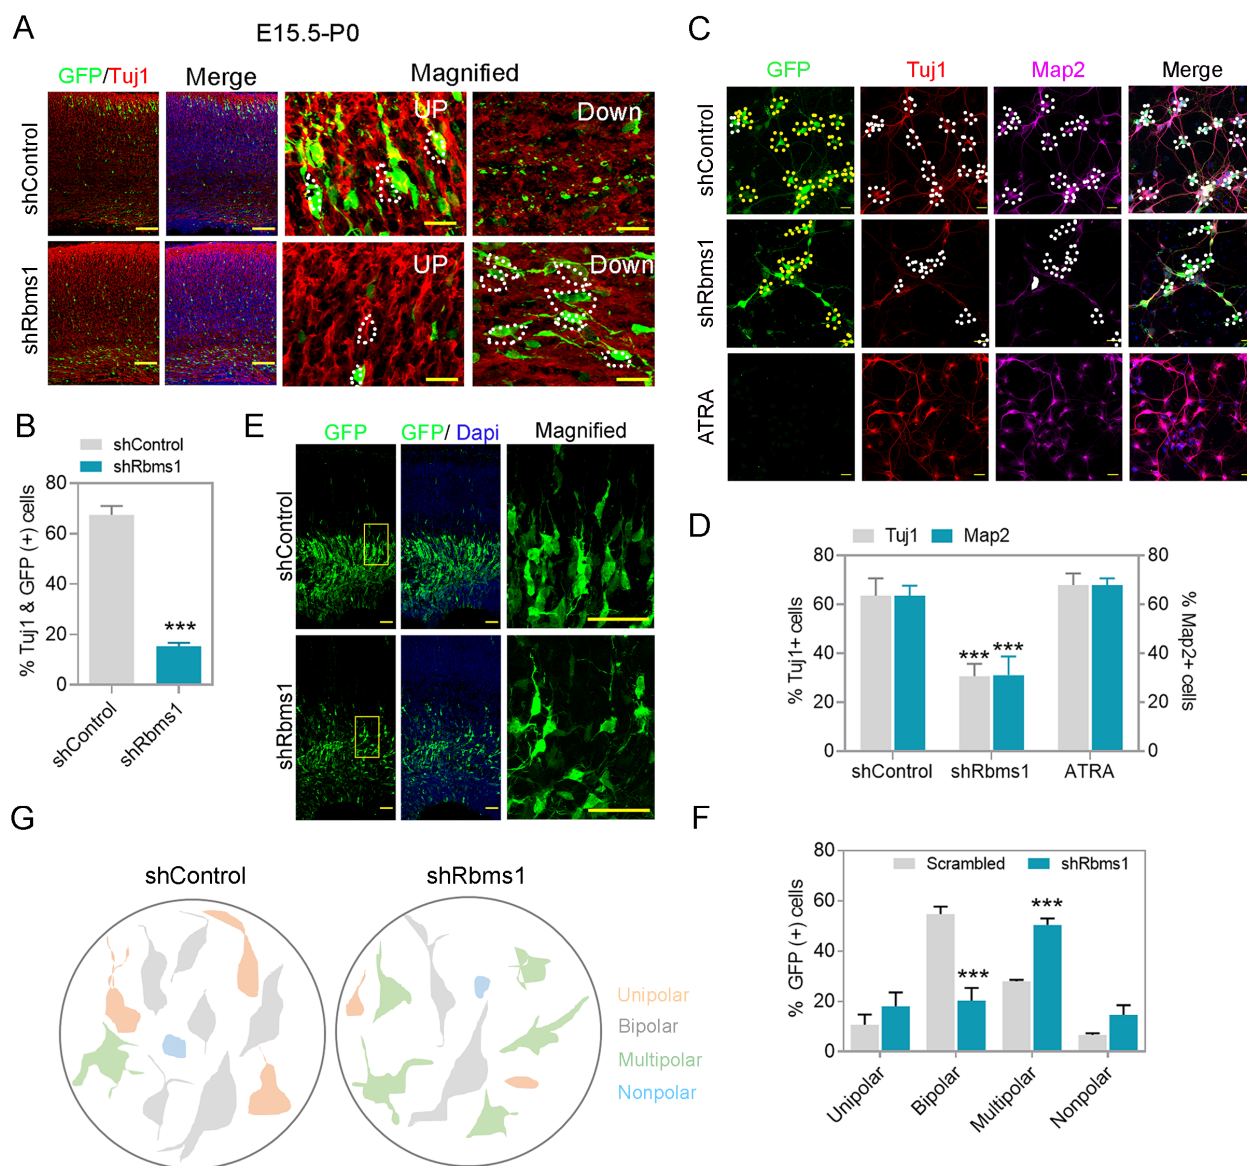 A
E15.5-P0
GFP/Tuj1
Merge
Magnified
shControl
UP
Down
shRbms1
UP
Down
B
shControl
shRbms1
% Tuj1 & GFP (+) cells
80
60
40
20
0
***
shControl
shRbms1
C
GFP
Tuj1
Map2
Merge
shControl
shRbms1
ATRA
D
Tuj1
Map2
% Tuj1+ cells
80
60
40
20
0
*** ***
80
60
40
20
0
% Map2+ cells
shControl
shRbms1
ATRA
E
GFP
GFP/ Dapi
Magnified
shControl
shRbms1
F
Scrambled
shRbms1
% GFP (+) cells
80
60
40
20
0
***
***
Unipolar
Bipolar
Multipolar
Nonpolar
G
shControl
shRbms1
Unipolar
Bipolar
Multipolar
Nonpolar